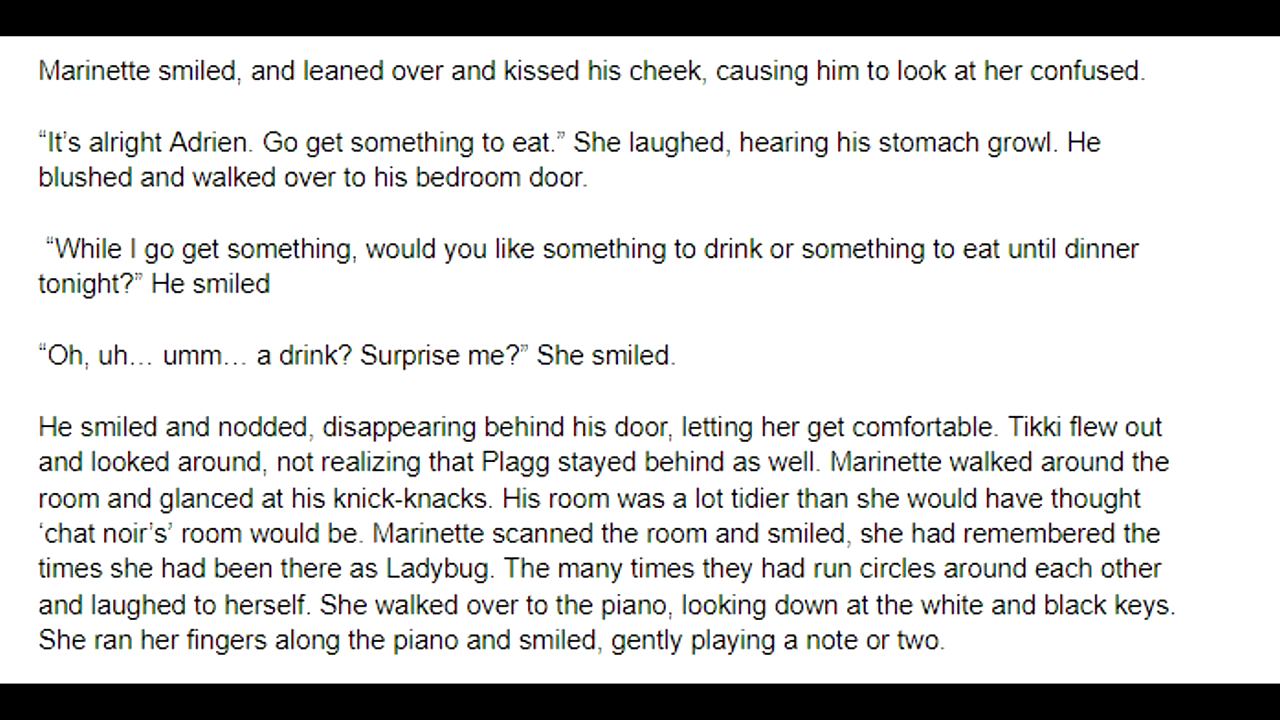 Marinette smiled, and leaned over and kissed his cheek, causing him to look at her confused.
“It’s alright Adrien. Go get something to eat.” She laughed, hearing his stomach growl. He
blushed and walked over to his bedroom door.
“While I go get something, would you like something to drink or something to eat until dinner
tonight?” He smiled
“Oh, uh… umm… a drink? Surprise me?” She smiled.
He smiled and nodded, disappearing behind his door, letting her get comfortable. Tikki flew out
and looked around, not realizing that Plagg stayed behind as well. Marinette walked around the
room and glanced at his knick-knacks. His room was a lot tidier than she would have thought
‘chat noir’s’ room would be. Marinette scanned the room and smiled, she had remembered the
times she had been there as Ladybug. The many times they had run circles around each other
and laughed to herself. She walked over to the piano, looking down at the white and black keys.
She ran her fingers along the piano and smiled, gently playing a note or two.